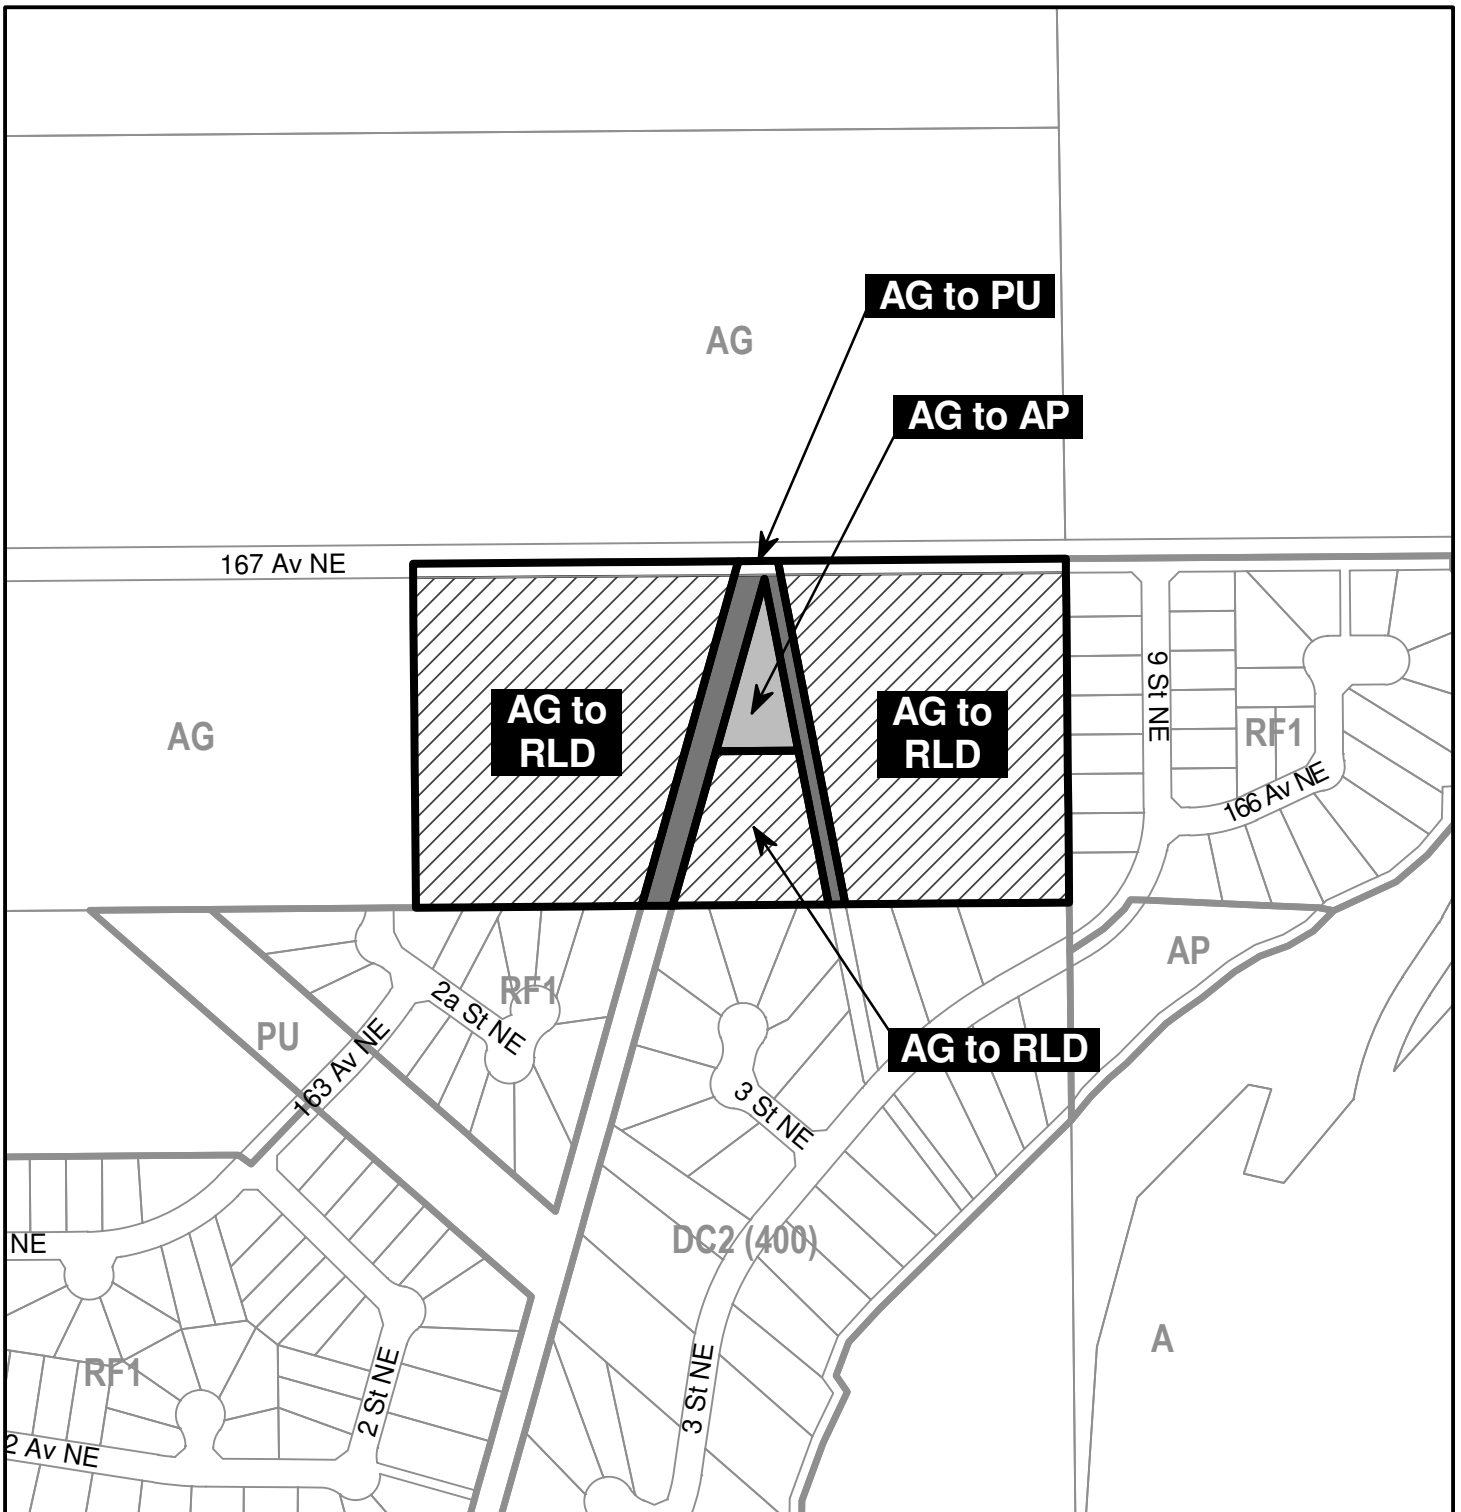 AG to PU
AG
AG to AP
167 Av NE
9 St NE
AG to
RLD
AG to
RLD
AG
RF1
166 Av NE
AP
RF1
2a St NE
PU
163 Av NE
AG to RLD
3 St NE
DC2 (400)
NE
A
RF1
2 St NE
3 St NE
2 Av NE